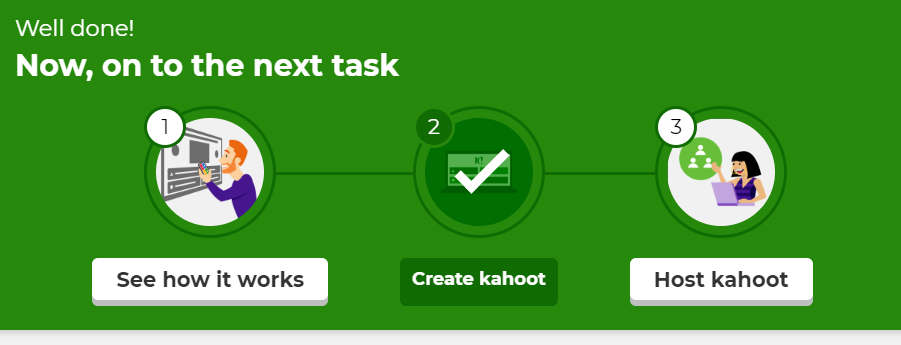 Well done!
Now, on to the next task
1
2
3
K!
See how it works
Create kahoot
Host kahoot